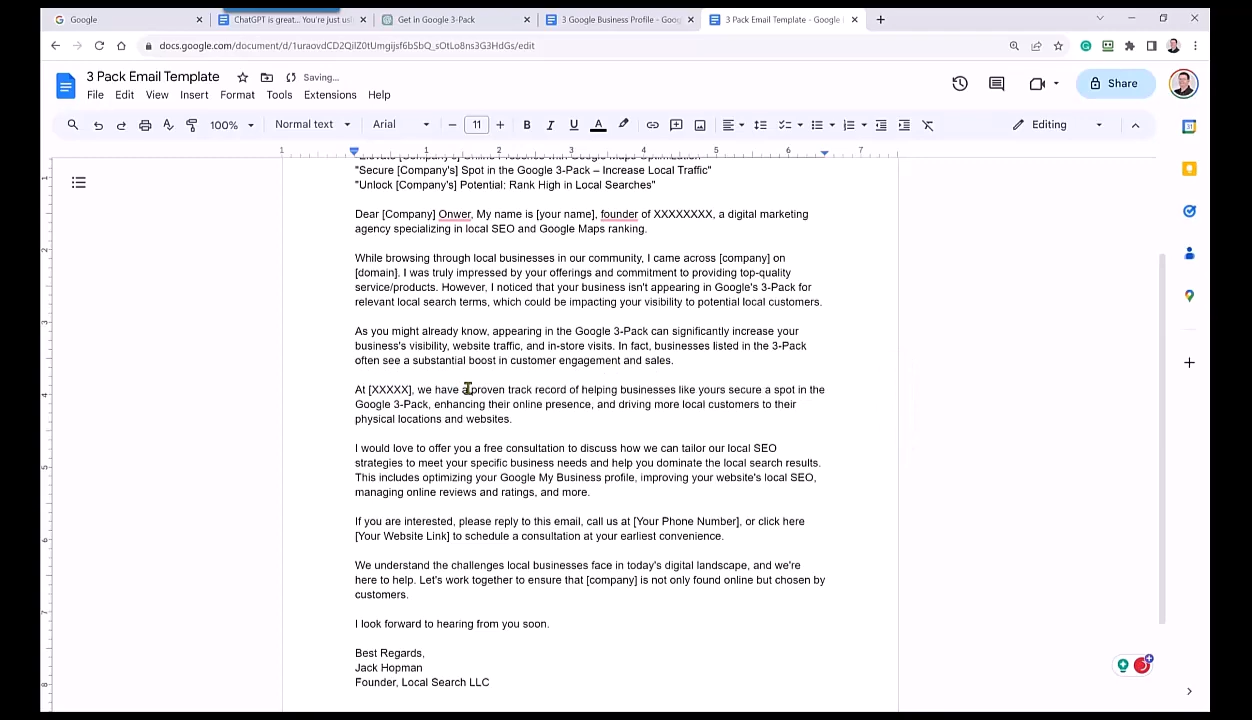 Google
ChatGPT is great... You're just usi
Get in Google 3-Pack
3 Google Business Profile - Goog
3 Pack Email Template - Google
docs.google.com/document/d/1uraovdCD2QiIZ0tUmgijsf6bSbQ_sOtLo8ns3G3HdGs/edit
3 Pack Email Template
Saving...
File Edit View Insert Format Tools Extensions Help
Share
100% Normal text Arial 11 Editing
1 1 2 3 4 5 6 7
"Elevate [Company's] Online Presence with Google Maps Optimization"
"Secure [Company's] Spot in the Google 3-Pack – Increase Local Traffic"
"Unlock [Company's] Potential: Rank High in Local Searches"
Dear [Company] Onwer, My name is [your name], founder of XXXXXXXX, a digital marketing
agency specializing in local SEO and Google Maps ranking.
While browsing through local businesses in our community, I came across [company] on
[domain]. I was truly impressed by your offerings and commitment to providing top-quality
service/products. However, I noticed that your business isn't appearing in Google's 3-Pack for
relevant local search terms, which could be impacting your visibility to potential local customers.
As you might already know, appearing in the Google 3-Pack can significantly increase your
business's visibility, website traffic, and in-store visits. In fact, businesses listed in the 3-Pack
often see a substantial boost in customer engagement and sales.
At [XXXXX], we have a proven track record of helping businesses like yours secure a spot in the
Google 3-Pack, enhancing their online presence, and driving more local customers to their
physical locations and websites.
I would love to offer you a free consultation to discuss how we can tailor our local SEO
strategies to meet your specific business needs and help you dominate the local search results.
This includes optimizing your Google My Business profile, improving your website's local SEO,
managing online reviews and ratings, and more.
If you are interested, please reply to this email, call us at [Your Phone Number], or click here
[Your Website Link] to schedule a consultation at your earliest convenience.
We understand the challenges local businesses face in today's digital landscape, and we're
here to help. Let's work together to ensure that [company] is not only found online but chosen by
customers.
I look forward to hearing from you soon.
Best Regards,
Jack Hopman
Founder, Local Search LLC